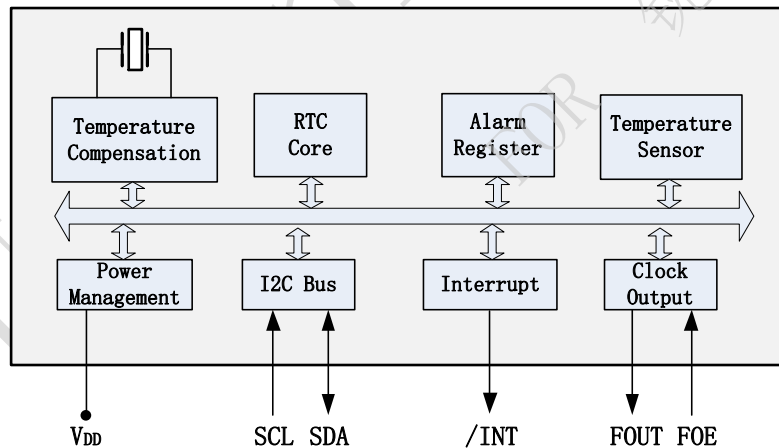 Temperature
Compensation
RTC
Core
Alarm
Register
Temperature
Sensor
Power
Management
I2C Bus
Interrupt
Clock
Output
VDD
SCL SDA
/INT
FOUT FOE
FOR